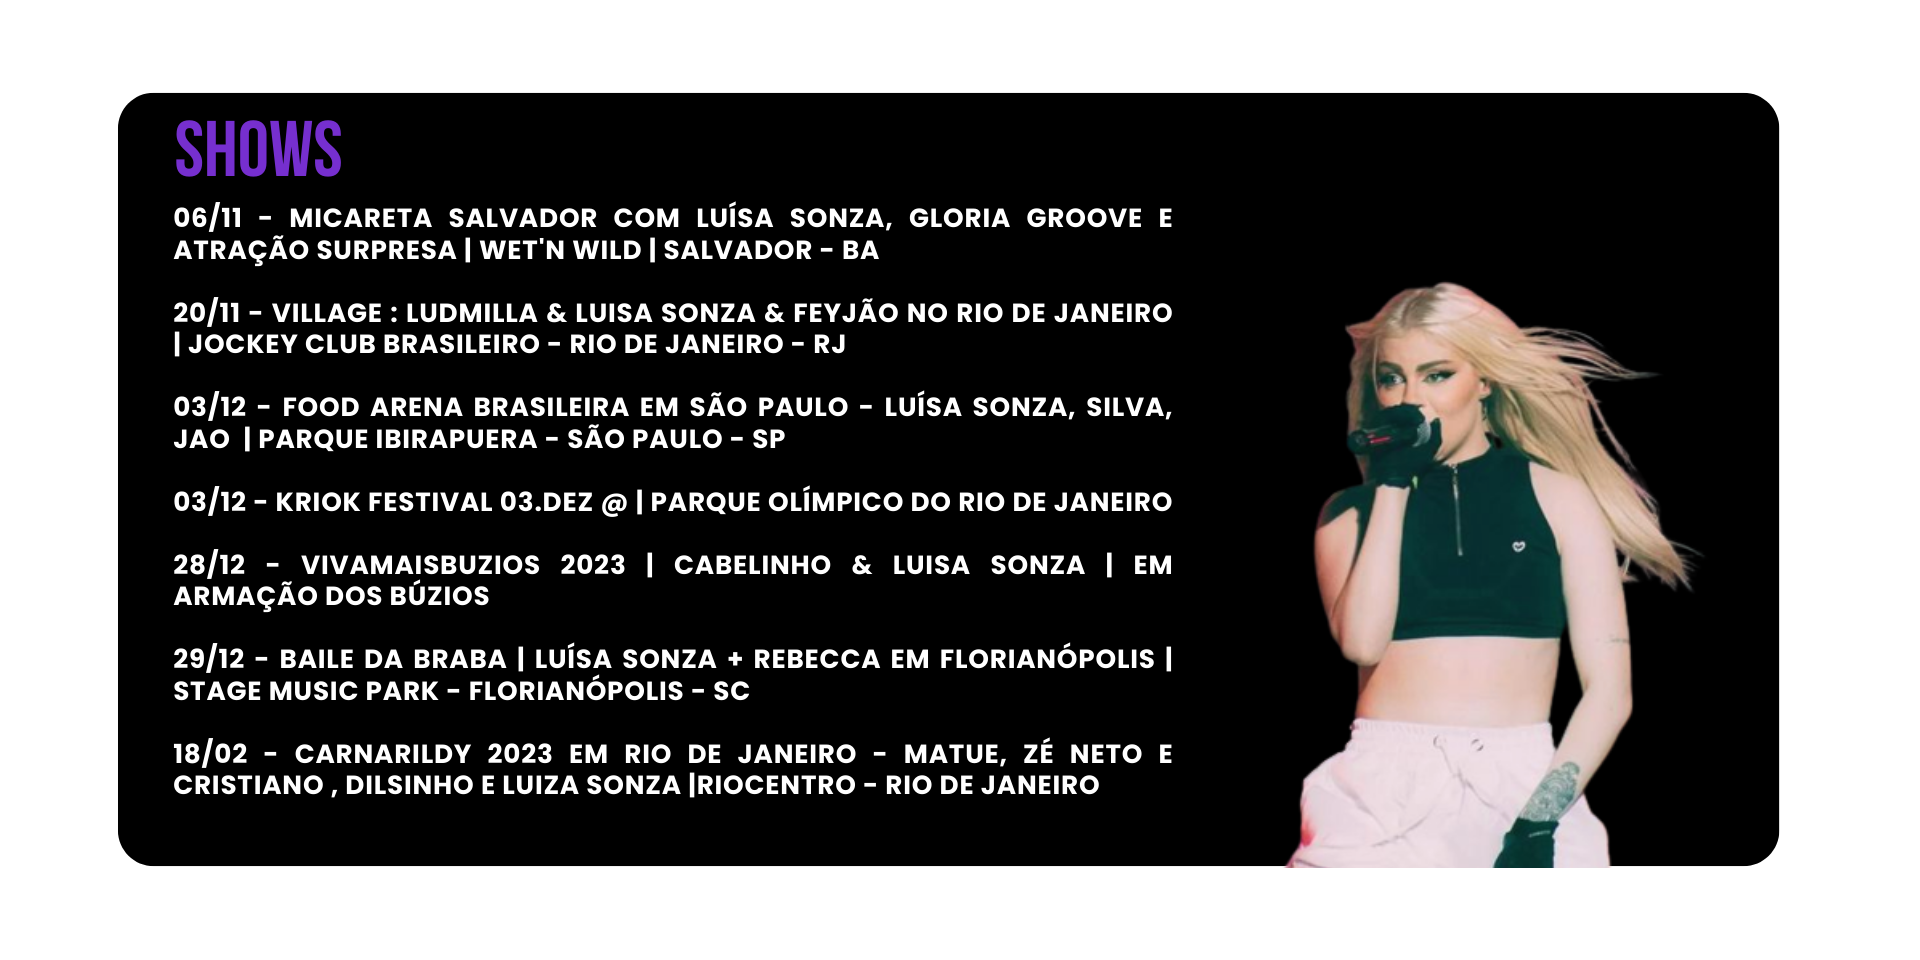 SHOWS
06/11 - MICARETA SALVADOR COM LUÍSA SONZA, GLORIA GROOVE E
ATRAÇÃO SURPRESA | WET'N WILD | SALVADOR - BA
20/11 - VILLAGE : LUDMILLA & LUISA SONZA & FEYJÃO NO RIO DE JANEIRO
| JOCKEY CLUB BRASILEIRO - RIO DE JANEIRO - RJ
03/12 - FOOD ARENA BRASILEIRA EM SÃO PAULO - LUÍSA SONZA, SILVA,
JAO | PARQUE IBIRAPUERA - SÃO PAULO - SP
03/12 - KRIOK FESTIVAL 03.DEZ @ | PARQUE OLÍMPICO DO RIO DE JANEIRO
28/12 - VIVAMAISBUZIOS 2023 | CABELINHO & LUISA SONZA | EM
ARMAÇÃO DOS BÚZIOS
29/12 - BAILE DA BRABA | LUÍSA SONZA + REBECCA EM FLORIANÓPOLIS |
STAGE MUSIC PARK - FLORIANÓPOLIS - SC
18/02 - CARNARILDY 2023 EM RIO DE JANEIRO - MATUE, ZÉ NETO E
CRISTIANO , DILSINHO E LUIZA SONZA |RIOCENTRO - RIO DE JANEIRO